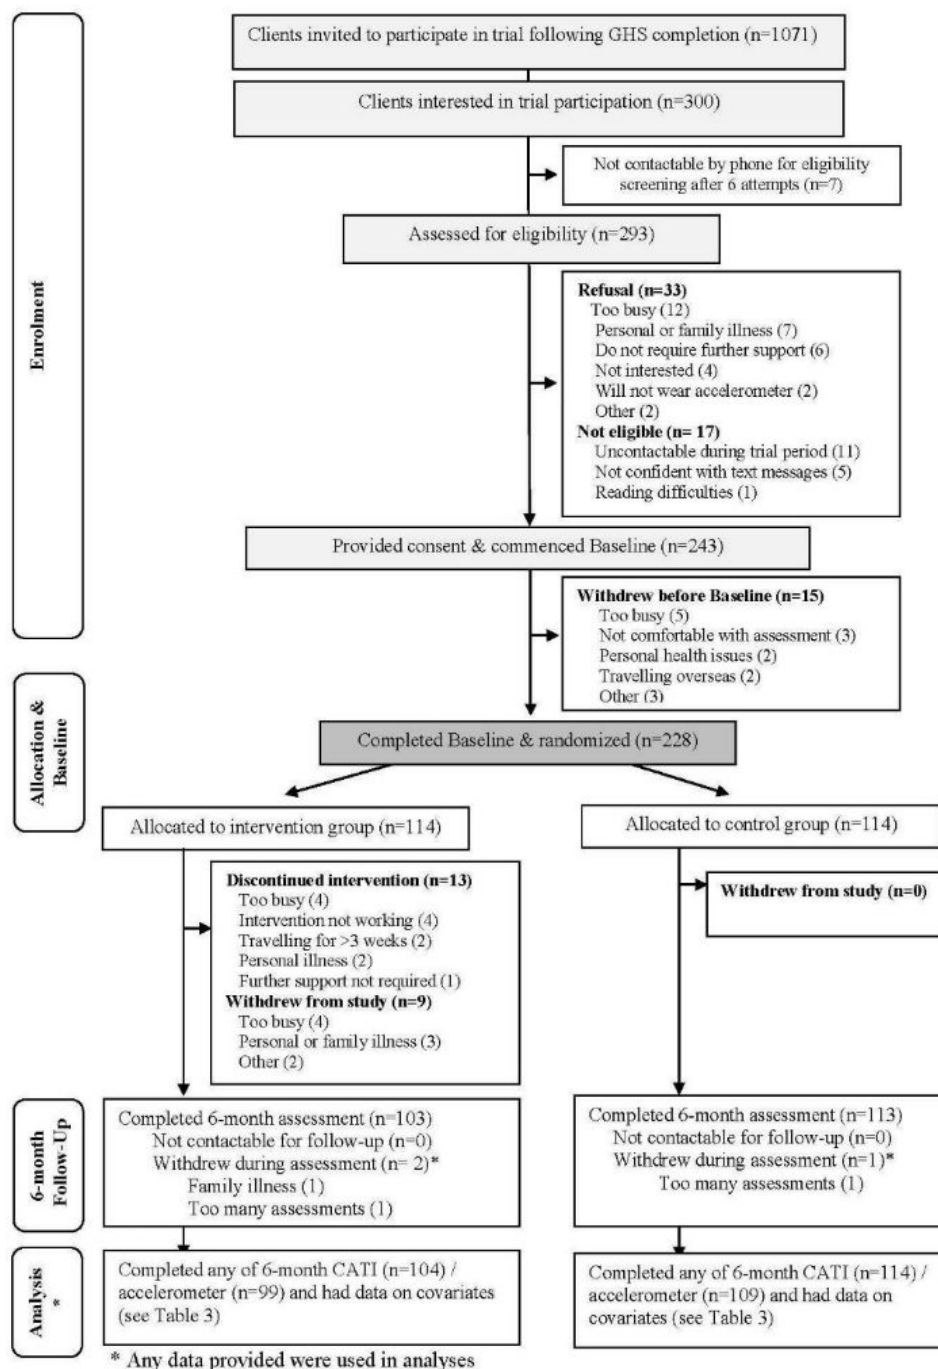 Enrolment
Clients invited to participate in trial following GHS completion (n=1071)
Clients interested in trial participation (n=300)
Not contactable by phone for eligibility
screening after 6 attempts (n=7)
Assessed for eligibility (n=293)
Refusal (n=33)
Too busy (12)
Personal or family illness (7)
Do not require further support (6)
Not interested (4)
Will not wear accelerometer (2)
Other (2)
Not eligible (n= 17)
Uncontactable during trial period (11)
Not confident with text messages (5)
Reading difficulties (1)
Provided consent & commenced Baseline (n=243)
Withdrew before Baseline (n=15)
Too busy (5)
Not comfortable with assessment (3)
Personal health issues (2)
Travelling overseas (2)
Other (3)
Allocation &
Baseline
Completed Baseline & randomized (n=228)
Allocated to intervention group (n=114)
Allocated to control group (n=114)
Discontinued intervention (n=13)
Too busy (4)
Intervention not working (4)
Travelling for >3 weeks (2)
Personal illness (2)
Further support not required (1)
Withdrew from study (n=9)
Too busy (4)
Personal or family illness (3)
Other (2)
Withdrew from study (n=0)
6-month
Follow-Up
Completed 6-month assessment (n=103)
Not contactable for follow-up (n=0)
Withdrew during assessment (n= 2)*
Family illness (1)
Too many assessments (1)
Completed 6-month assessment (n=113)
Not contactable for follow-up (n=0)
Withdrew during assessment (n=1)*
Too many assessments (1)
Analysis
*
Completed any of 6-month CATI (n=104) /
accelerometer (n=99) and had data on covariates
(see Table 3)
Completed any of 6-month CATI (n=114) /
accelerometer (n=109) and had data on
covariates (see Table 3)
* Any data provided were used in analyses